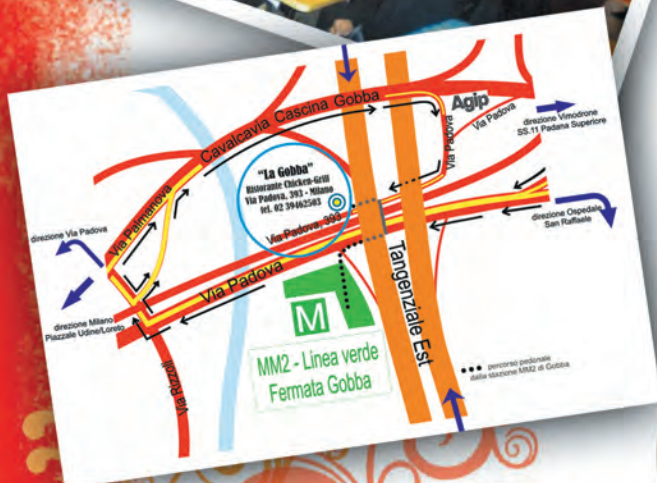 Cavalcavia Cascina Gobba
Agip
Via Padova
Via Padova
direzione Vimodrone
SS.11 Padana Superiore
"La Gobba"
Ristorante Chicken-Grill
Via Padova, 393 - Milano
tel. 02 39462503
Via Palmanova
direzione Via Padova
Via Padova, 393
direzione Ospedale
San Raffaele
Via Padova
direzione Milano
Piazzale Udine/Loreto
Tangenziale Est
M
MM2 - Linea verde
Fermata Gobba
Via Rizzoli
percorso pedonale
dalla stazione MM2 di Gobba